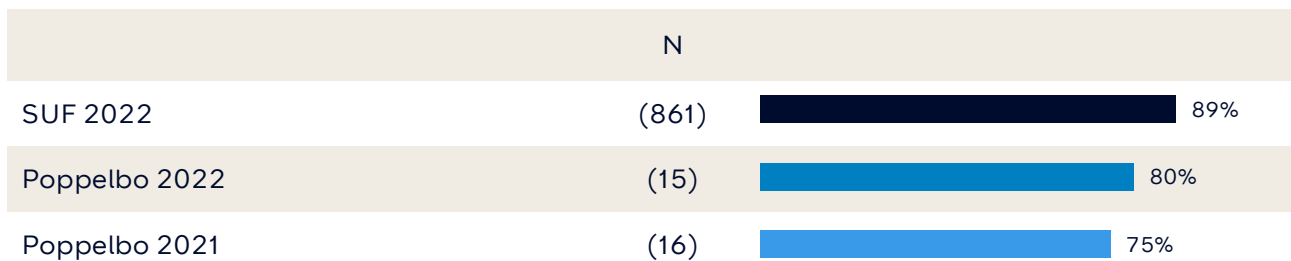 N
SUF 2022 (861) 89%
Poppelbo 2022 (15) 80%
Poppelbo 2021 (16) 75%